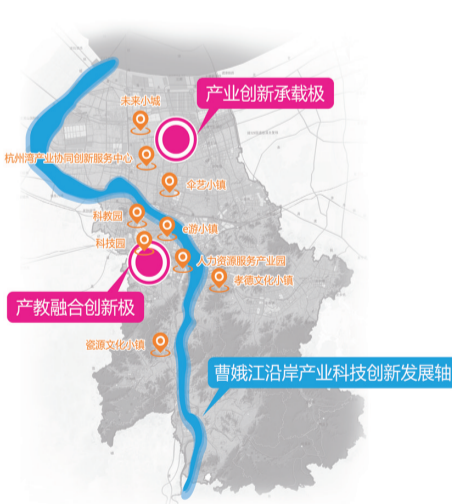 产业创新承载极
未来小城
杭州湾产业协同创新服务中心
伞艺小镇
科教园
e游小镇
科技园
人力资源服务产业园
孝德文化小镇
产教融合创新极
瓷源文化小镇
曹娥江沿岸产业科技创新发展轴